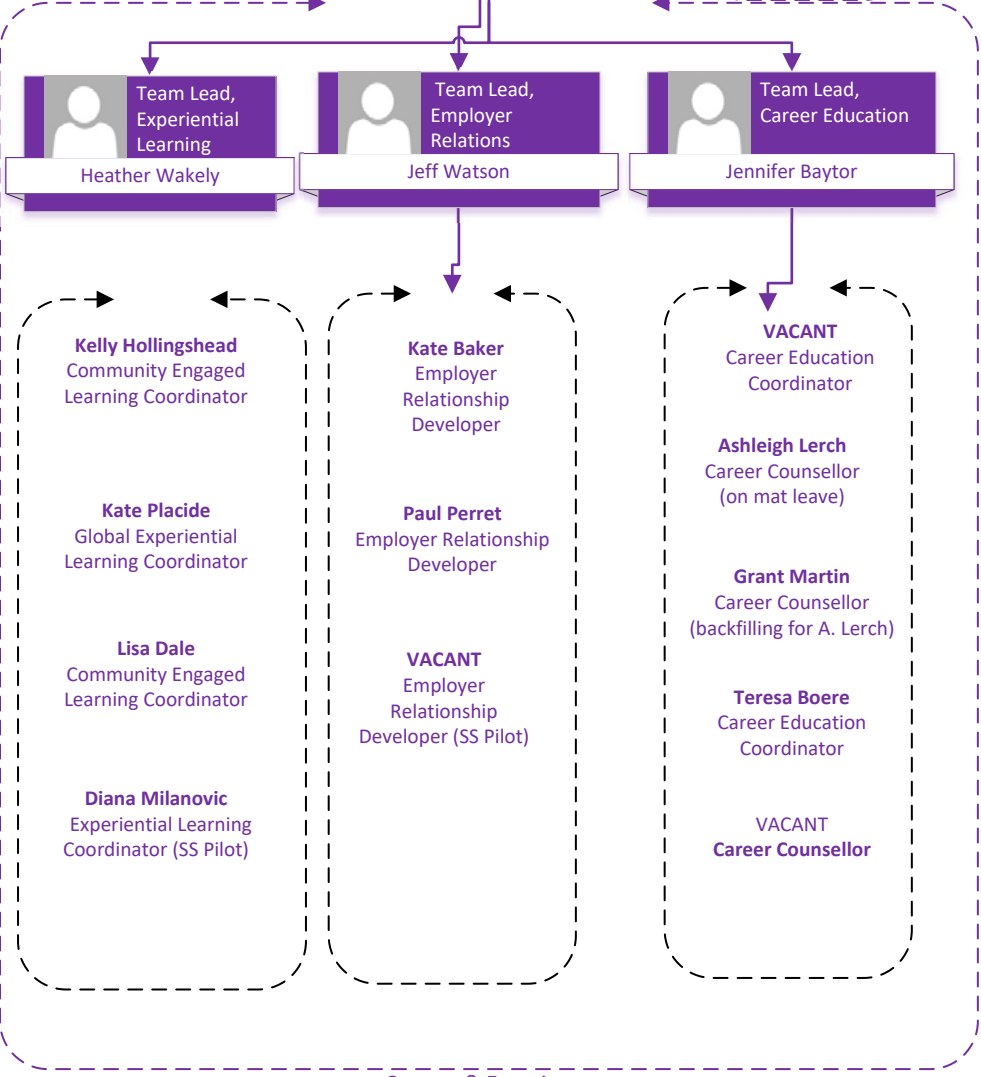 Team Lead,
Experiential
Learning
Heather Wakely
Team Lead,
Employer
Relations
Jeff Watson
Team Lead,
Career Education
Jennifer Baytor
Kelly Hollingshead
Community Engaged
Learning Coordinator
Kate Placide
Global Experiential
Learning Coordinator
Lisa Dale
Community Engaged
Learning Coordinator
Diana Milanovic
Experiential Learning
Coordinator (SS Pilot)
Kate Baker
Employer
Relationship
Developer
Paul Perret
Employer Relationship
Developer
VACANT
Employer
Relationship
Developer (SS Pilot)
VACANT
Career Education
Coordinator
Ashleigh Lerch
Career Counsellor
(on mat leave)
Grant Martin
Career Counsellor
(backfilling for A. Lerch)
Teresa Boere
Career Education
Coordinator
VACANT
Career Counsellor